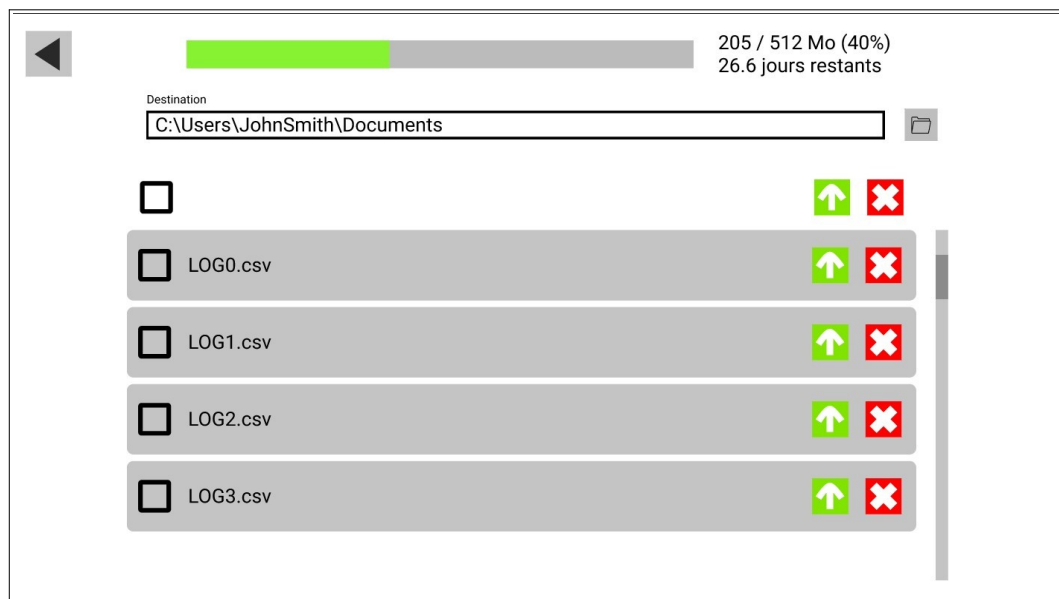 205 / 512 Mo (40%)
26.6 jours restants
Destination
C:\Users\JohnSmith\Documents
LOG0.csv
LOG1.csv
LOG2.csv
LOG3.csv